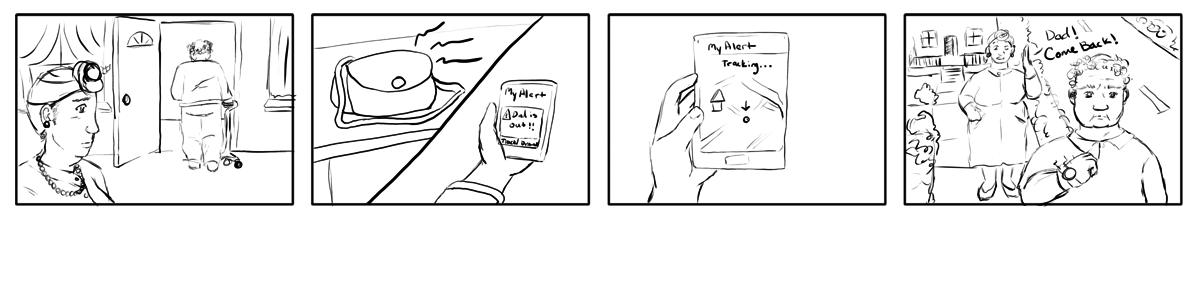 My Alert
Dad is
out!!
My Alert
Tracking...
Dad!
Come Back!